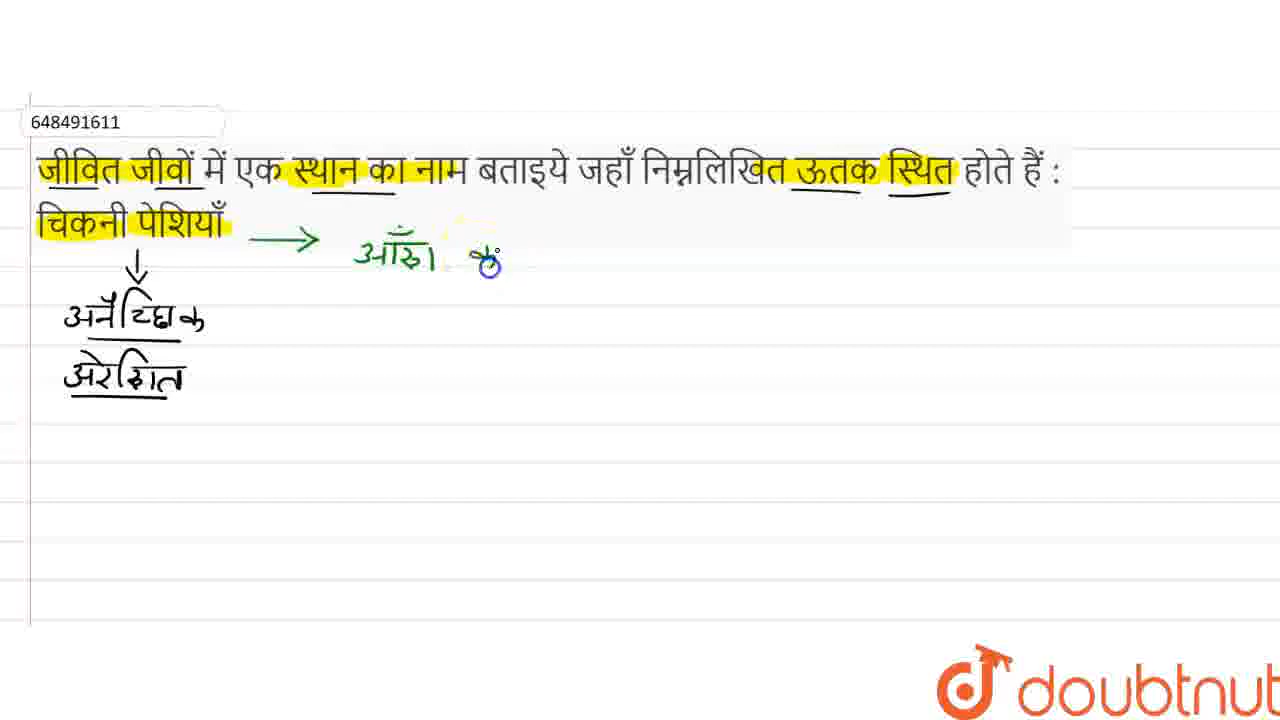 648491611
जीवित जीवों में एक स्थान का नाम बताइये जहाँ निम्नलिखित ऊतक स्थित होते हैं :
चिकनी पेशियाँ → आँख क
अनैच्छिक
अरेखित
doubtnut